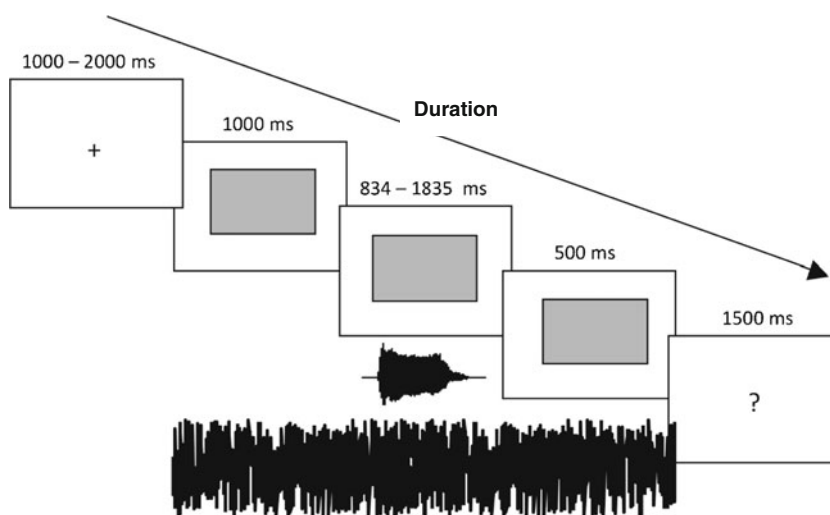 1000 – 2000 ms
Duration
1000 ms
+
834 – 1835 ms
500 ms
1500 ms
?